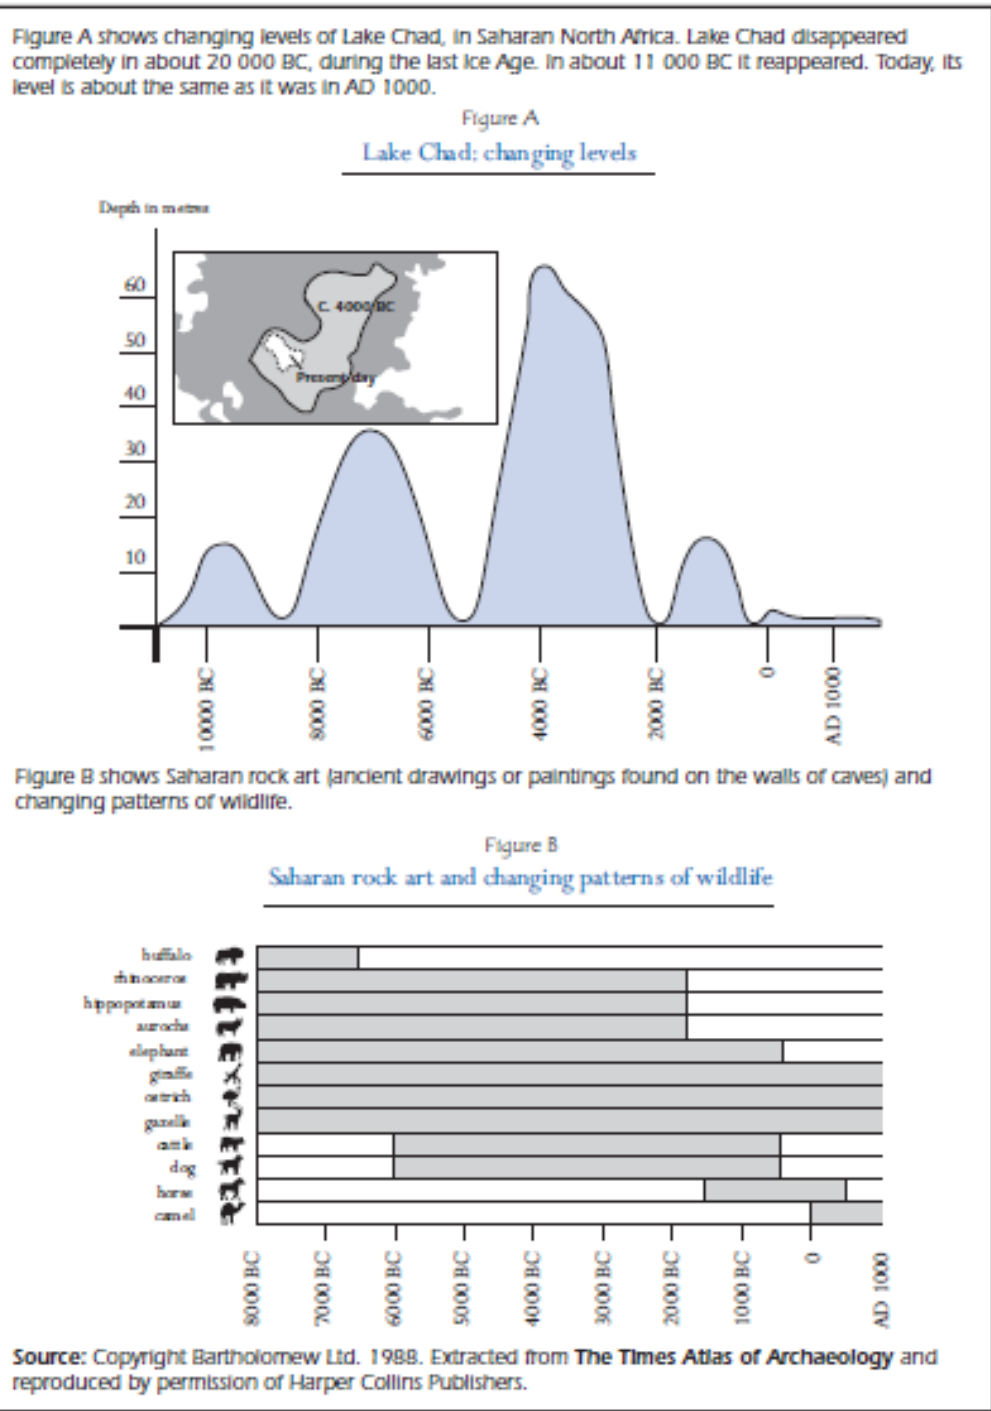 Figure A shows changing levels of Lake Chad, in Saharan North Africa. Lake Chad disappeared
completely in about 20 000 BC, during the last Ice Age. In about 11 000 BC it reappeared. Today, its
level is about the same as it was in AD 1000.
Figure A
Lake Chad: changing levels
Depth in metres
60
50
40
30
20
10
C. 4000 BC
Present day
10000 BC
8000 BC
6000 BC
4000 BC
2000 BC
0
AD 1000
Figure B shows Saharan rock art (ancient drawings or paintings found on the walls of caves) and
changing patterns of wildlife.
Figure B
Saharan rock art and changing patterns of wildlife
buffalo
rhinoceros
hippopotamus
aurochs
elephant
giraffe
ostrich
gazelle
cattle
dog
horse
camel
8000 BC
7000 BC
6000 BC
5000 BC
4000 BC
3000 BC
2000 BC
1000 BC
0
AD 1000
Source: Copyright Bartholomew Ltd. 1988. Extracted from The Times Atlas of Archaeology and
reproduced by permission of Harper Collins Publishers.